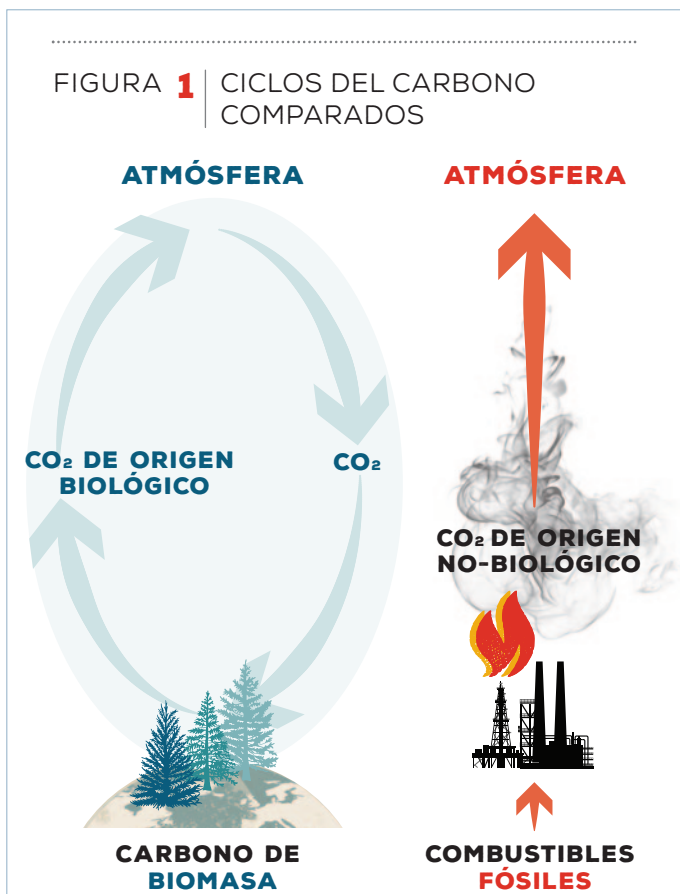 FIGURA 1 CICLOS DEL CARBONO
COMPARADOS
ATMÓSFERA
CO₂ DE ORIGEN
BIOLÓGICO
CO₂
CARBONO DE
BIOMASA
ATMÓSFERA
CO₂ DE ORIGEN
NO-BIOLÓGICO
COMBUSTIBLES
FÓSILES